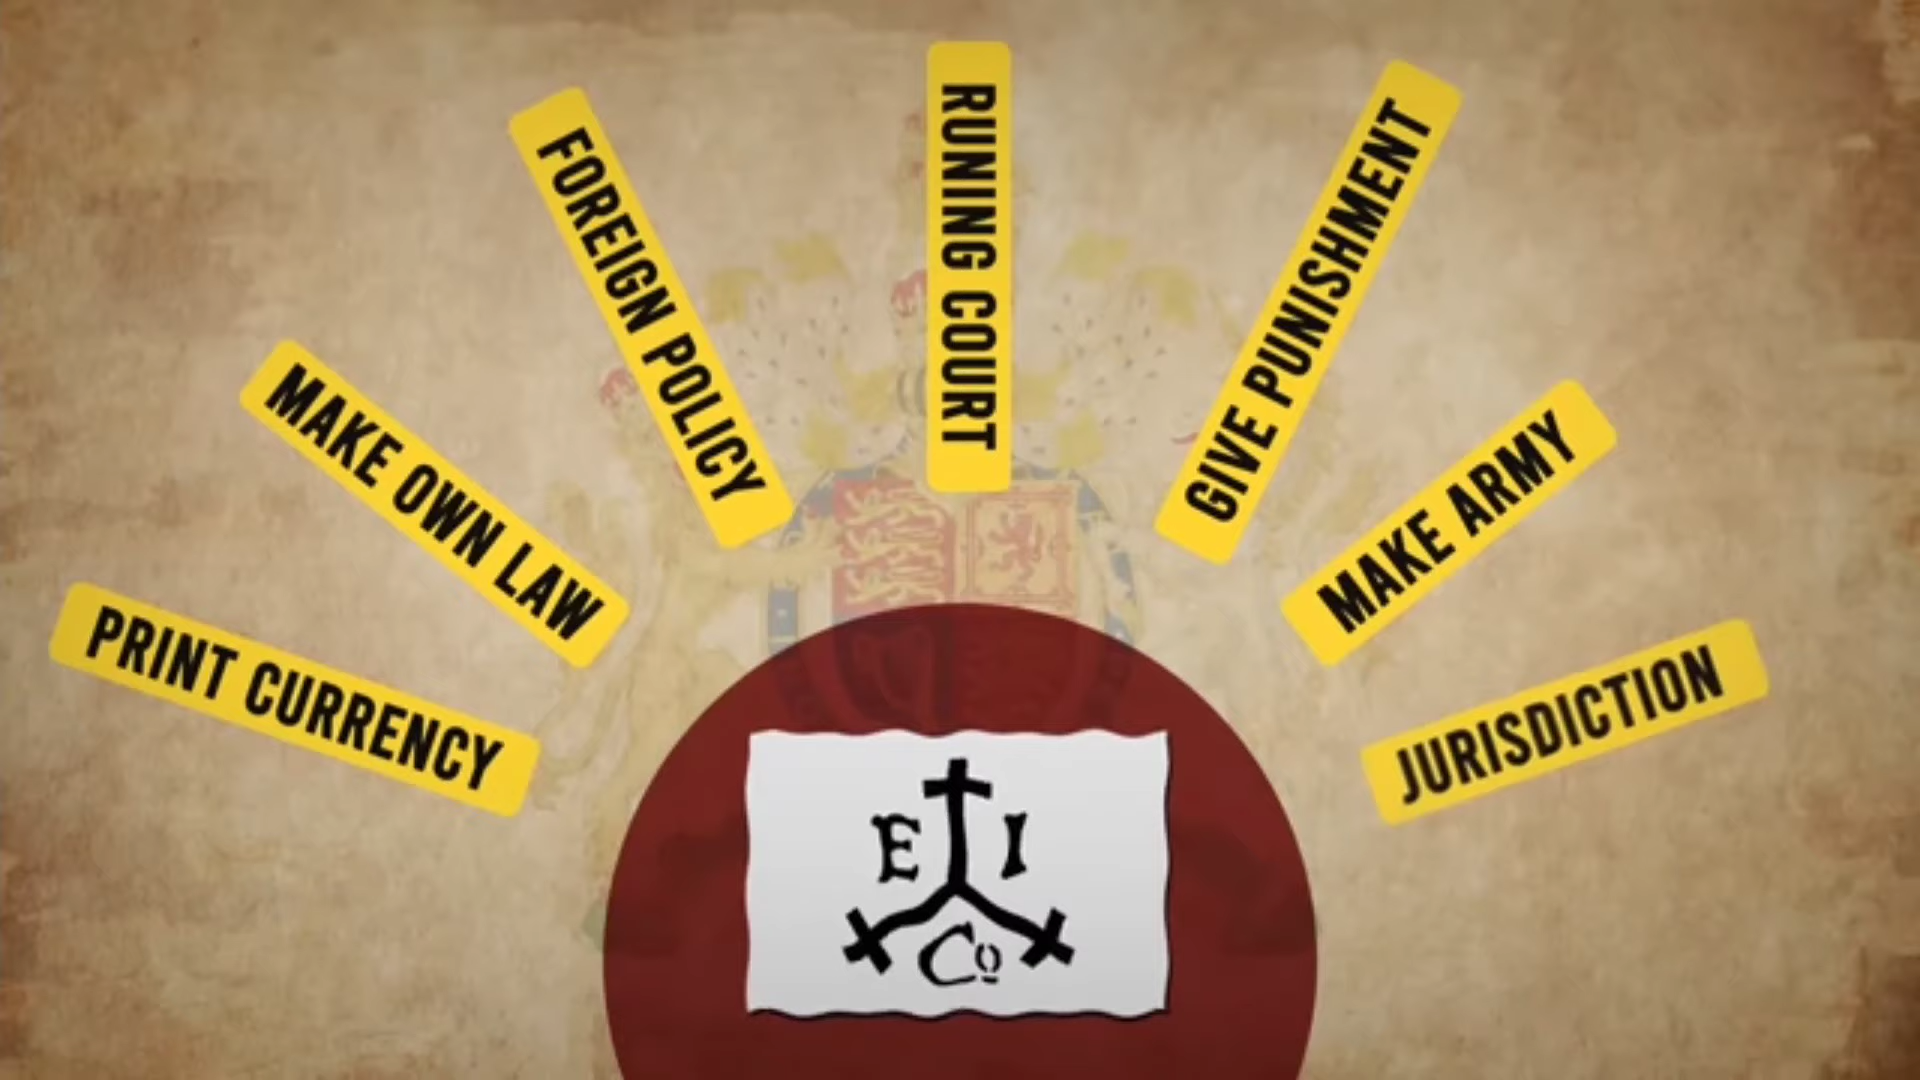 PRINT CURRENCY
MAKE OWN LAW
FOREIGN POLICY
RUNING COURT
GIVE PUNISHMENT
MAKE ARMY
JURISDICTION
E I
Co